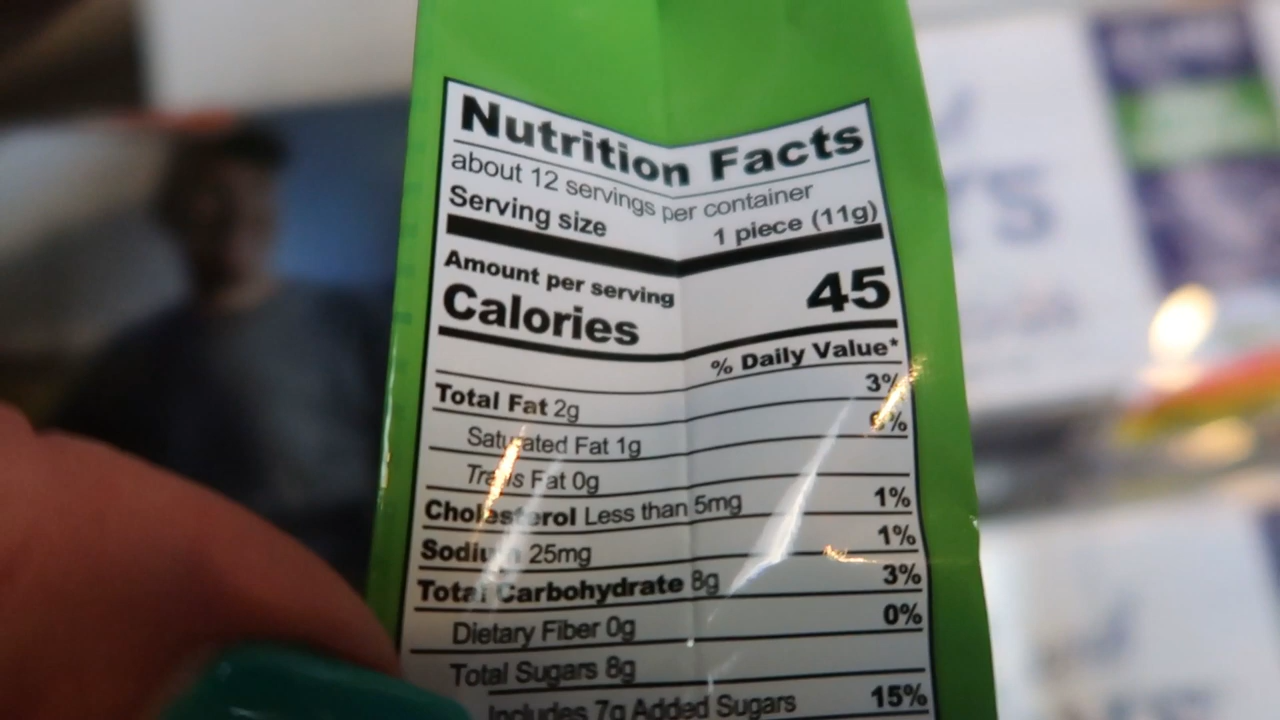 Nutrition Facts
about 12 servings per container
Serving size 1 piece (11g)
Amount per serving
Calories 45
% Daily Value*
Total Fat 2g 3%
Saturated Fat 1g
Trans Fat 0g
Cholesterol Less than 5mg 1%
Sodium 25mg 1%
Total Carbohydrate 8g 3%
Dietary Fiber 0g 0%
Total Sugars 8g
Includes 7g Added Sugars 15%